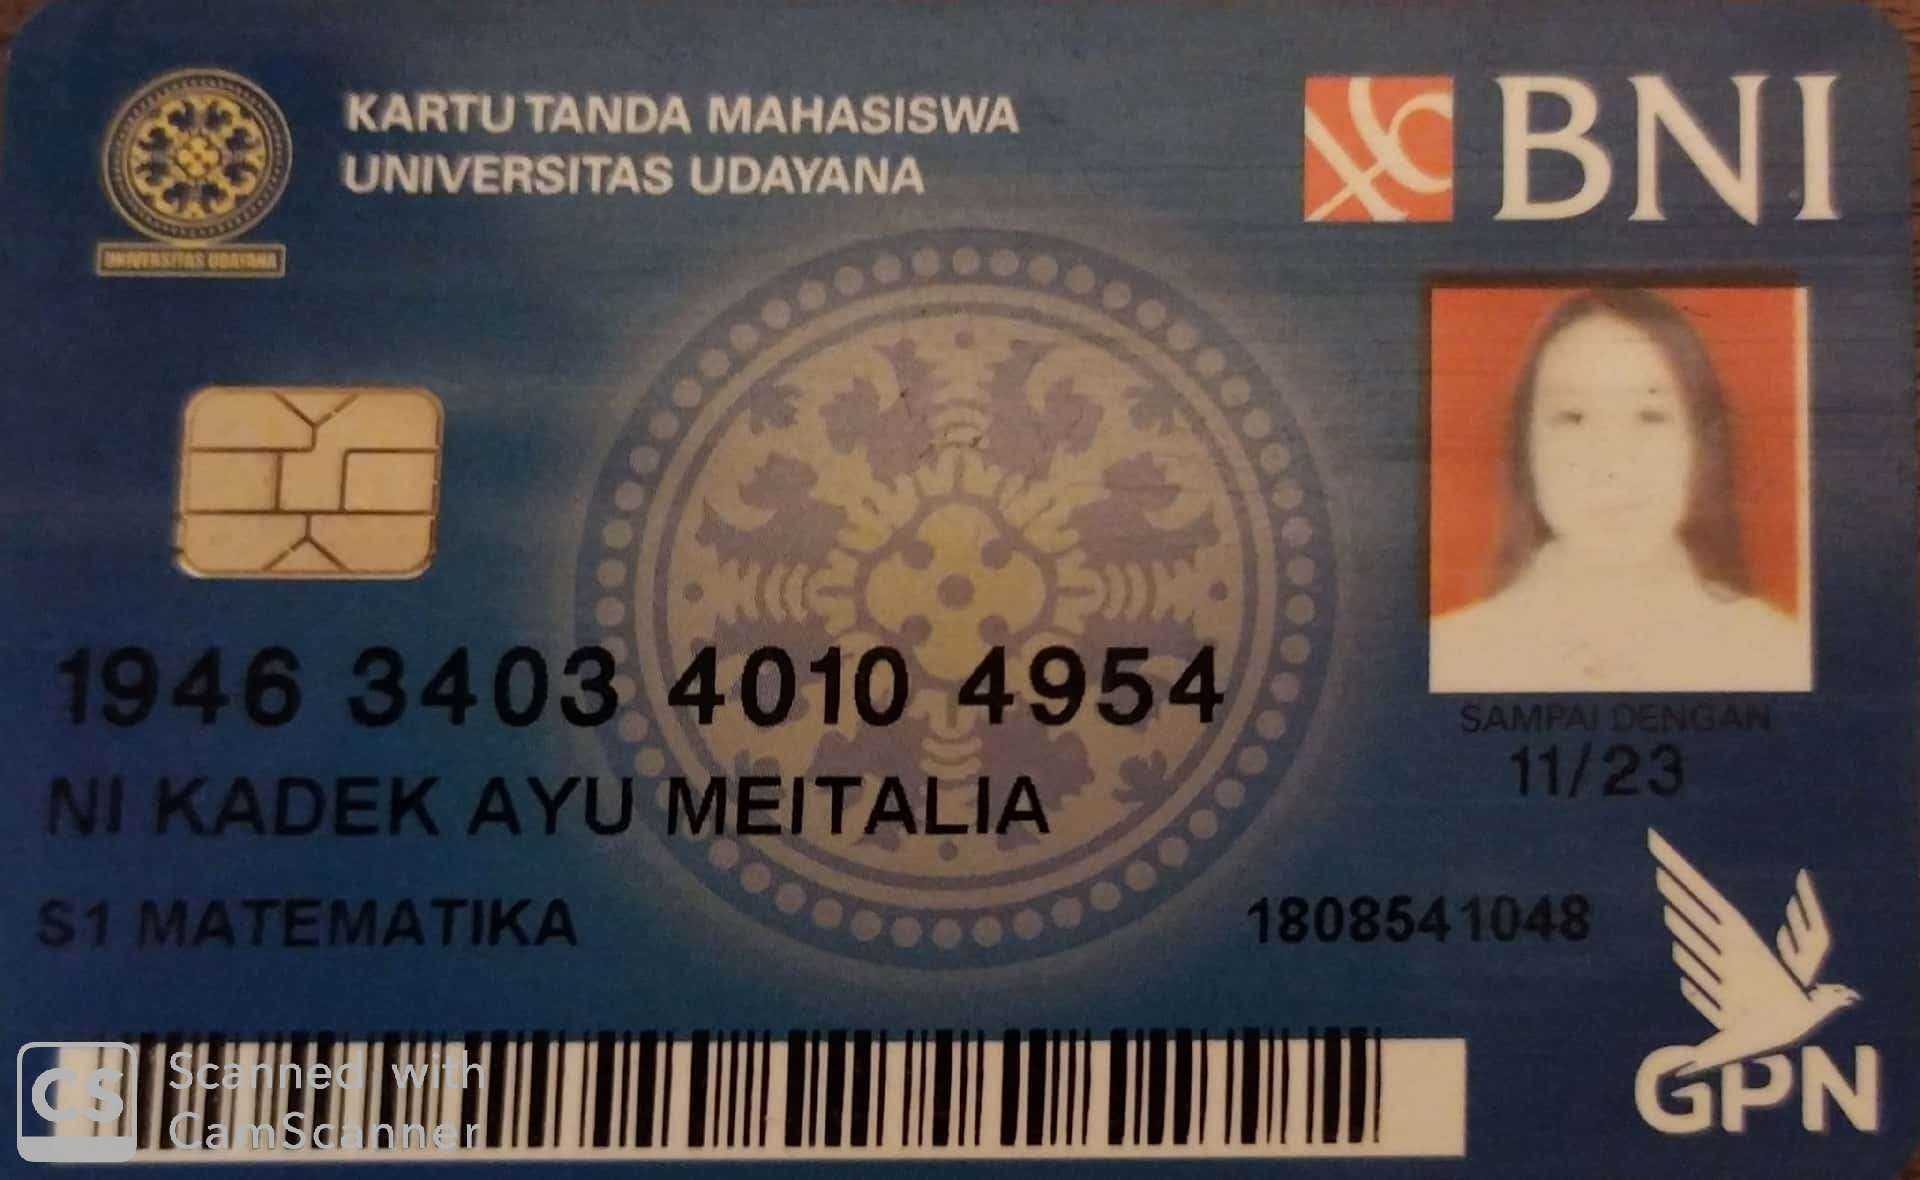 KARTU TANDA MAHASISWA
UNIVERSITAS UDAYANA
BNI
UNIVERSITAS UDAYANA
1946 3403 4010 4954
SAMPAI DENGAN
11/23
NI KADEK AYU MEITALIA
S1 MATEMATIKA
1808541048
GPN
CS
Scanned with
CamScanner